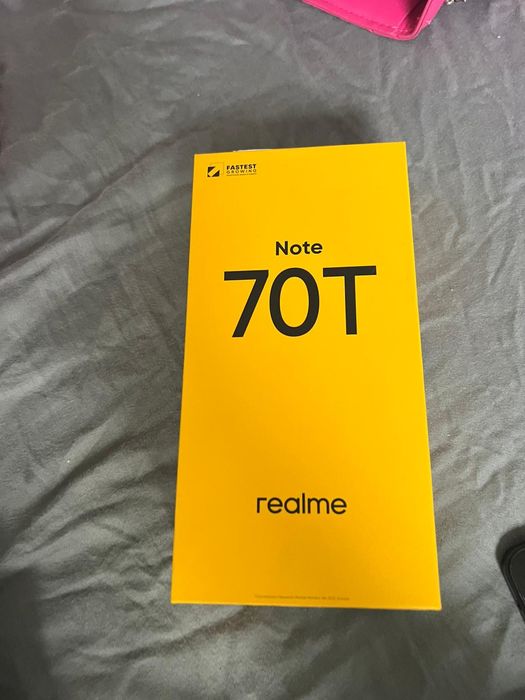 FASTEST
GROWING
Note
70T
realme